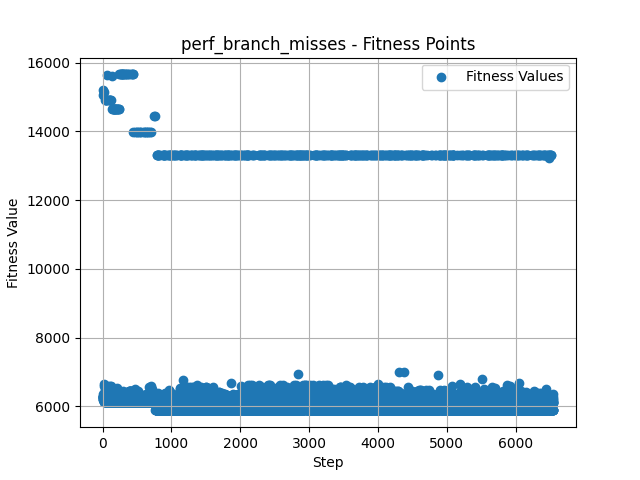 perf_branch_misses - Fitness Points
Fitness Values
16000
14000
12000
10000
8000
6000
Fitness Value
0 1000 2000 3000 4000 5000 6000
Step